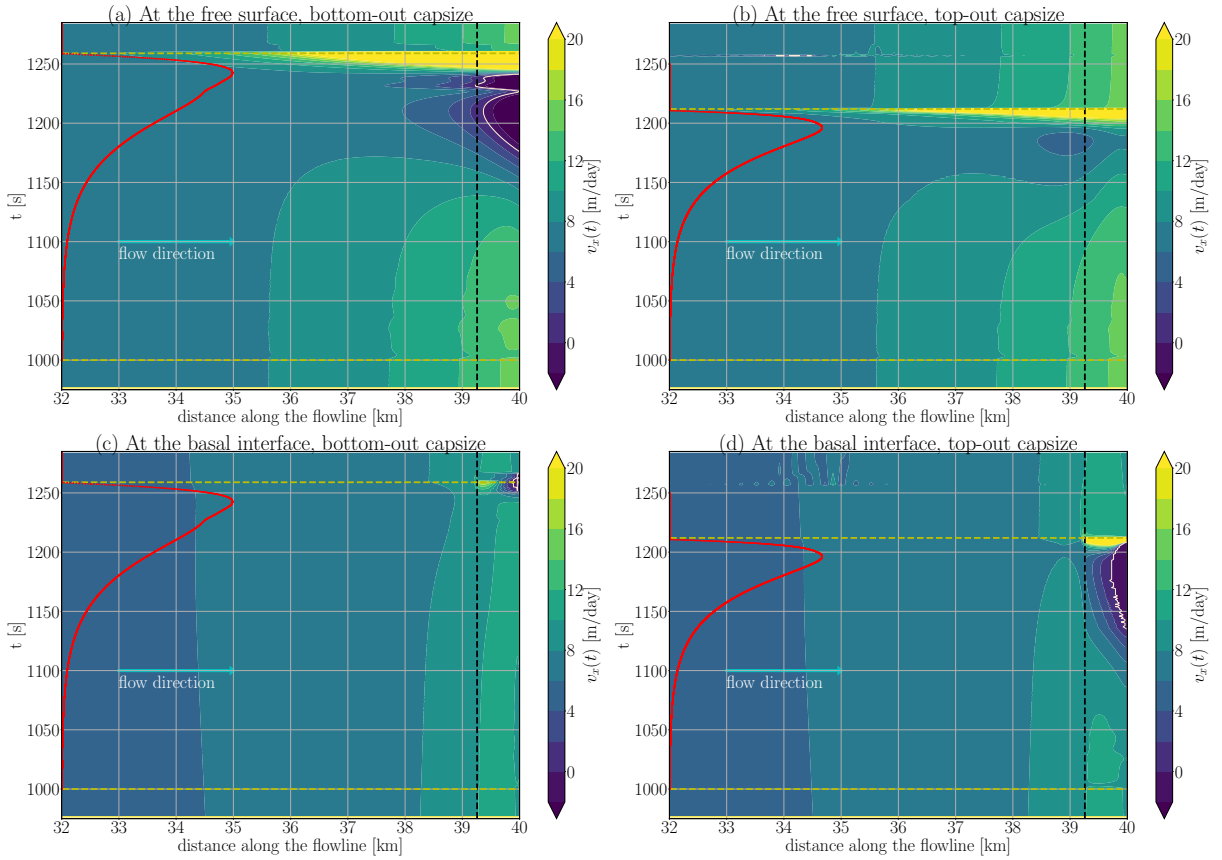 (a) At the free surface, bottom-out capsize
1250
1200
1150
1100
1050
1000
t [s]
flow direction
32 33 34 35 36 37 38 39 40
distance along the flowline [km]
20
16
12
8
4
0
v_x(t) [m/day]
(b) At the free surface, top-out capsize
1250
1200
1150
1100
1050
1000
t [s]
flow direction
32 33 34 35 36 37 38 39 40
distance along the flowline [km]
20
16
12
8
4
0
v_x(t) [m/day]
(c) At the basal interface, bottom-out capsize
1250
1200
1150
1100
1050
1000
t [s]
flow direction
32 33 34 35 36 37 38 39 40
distance along the flowline [km]
20
16
12
8
4
0
v_x(t) [m/day]
(d) At the basal interface, top-out capsize
1250
1200
1150
1100
1050
1000
t [s]
flow direction
32 33 34 35 36 37 38 39 40
distance along the flowline [km]
20
16
12
8
4
0
v_x(t) [m/day]